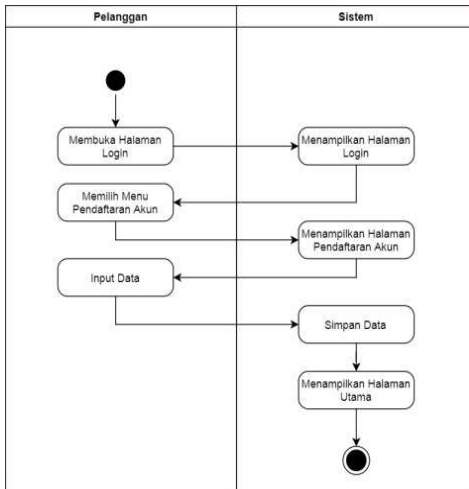 Pelanggan
Sistem
Membuka Halaman
Login
Menampilkan Halaman
Login
Memilih Menu
Pendaftaran Akun
Menampilkan Halaman
Pendaftaran Akun
Input Data
Simpan Data
Menampilkan Halaman
Utama